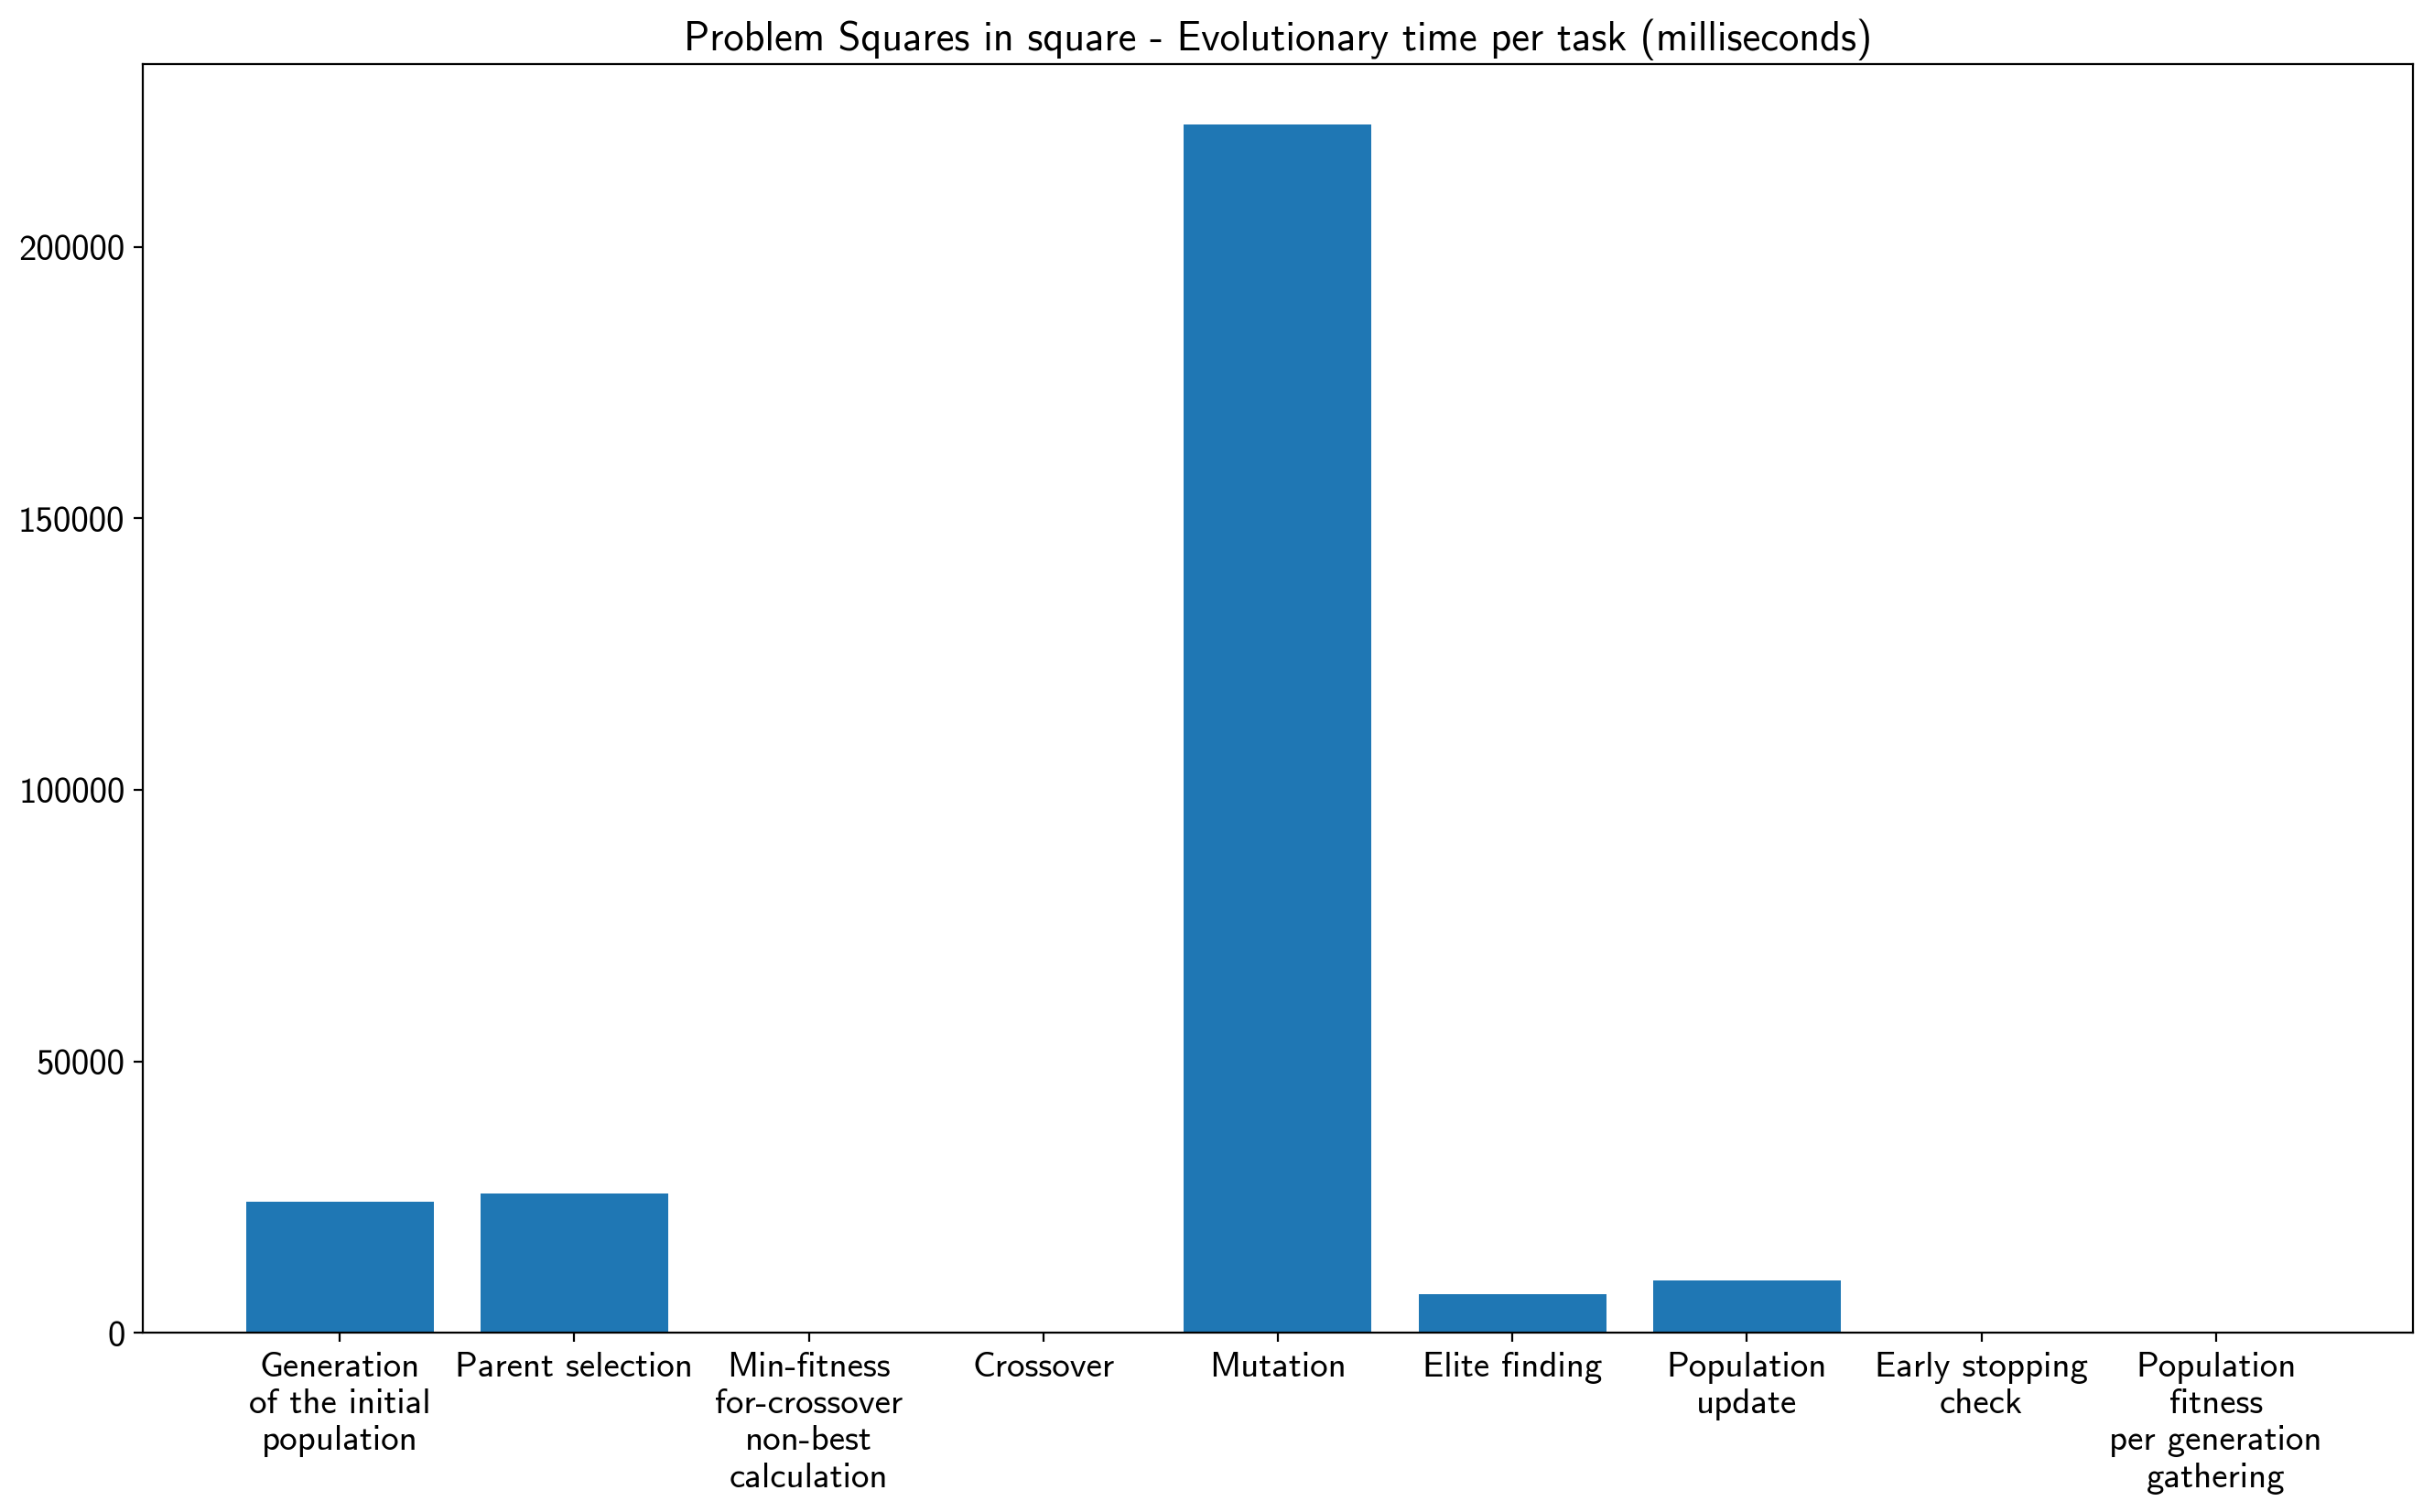 Problem Squares in square - Evolutionary time per task (milliseconds)
200000
150000
100000
50000
0
Generation
of the initial
population
Parent selection
Min-fitness
for-crossover
non-best
calculation
Crossover
Mutation
Elite finding
Population
update
Early stopping
check
Population
fitness
per generation
gathering